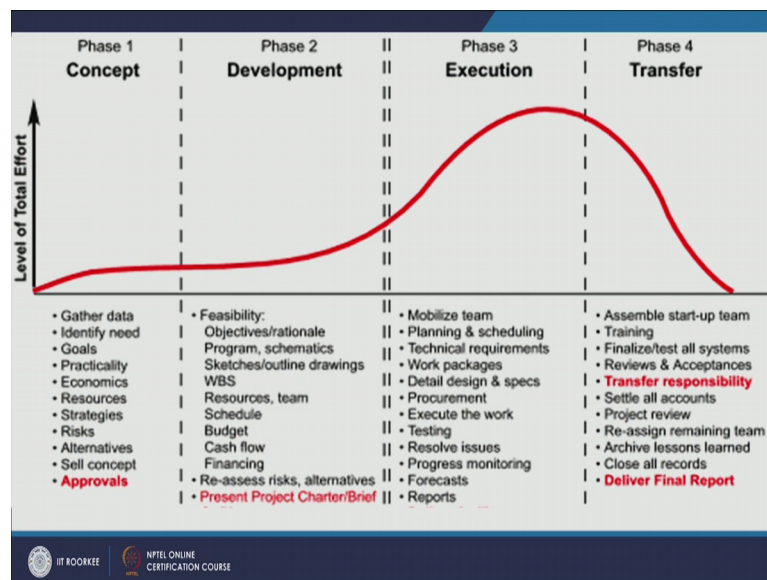 Phase 1
Concept
Phase 2
Development
Phase 3
Execution
Phase 4
Transfer
Level of Total Effort
• Gather data
• Identify need
• Goals
• Practicality
• Economics
• Resources
• Strategies
• Risks
• Alternatives
• Sell concept
• Approvals
• Feasibility:
Objectives/rationale
Program, schematics
Sketches/outline drawings
WBS
Resources, team
Schedule
Budget
Cash flow
Financing
• Re-assess risks, alternatives
• Present Project Charter/Brief
• Mobilize team
• Planning & scheduling
• Technical requirements
• Work packages
• Detail design & specs
• Procurement
• Execute the work
• Testing
• Resolve issues
• Progress monitoring
• Forecasts
• Reports
• Assemble start-up team
• Training
• Finalize/test all systems
• Reviews & Acceptances
• Transfer responsibility
• Settle all accounts
• Project review
• Re-assign remaining team
• Archive lessons learned
• Close all records
• Deliver Final Report
IIT ROORKEE
NPTEL ONLINE
CERTIFICATION COURSE